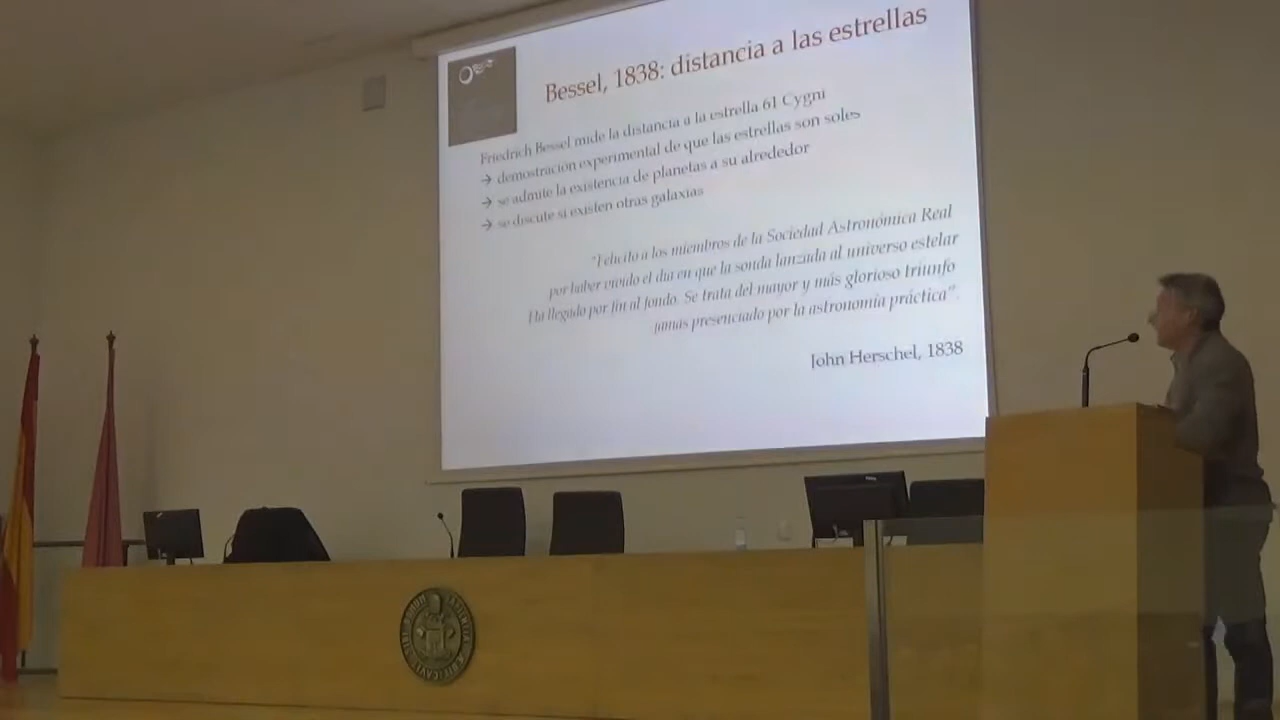 Bessel, 1838: distancia a las estrellas
Friedrich Bessel mide la distancia a la estrella 61 Cygni
→ demostración experimental de que las estrellas son soles
→ se admite la existencia de planetas a su alrededor
→ se discute si existen otras galaxias
"Felicito a los miembros de la Sociedad Astronómica Real
por haber vivido el día en que la sonda lanzada al universo estelar
Ha llegado por fin al fondo. Se trata del mayor y más glorioso triunfo
jamás presenciado por la astronomía práctica".
John Herschel, 1838